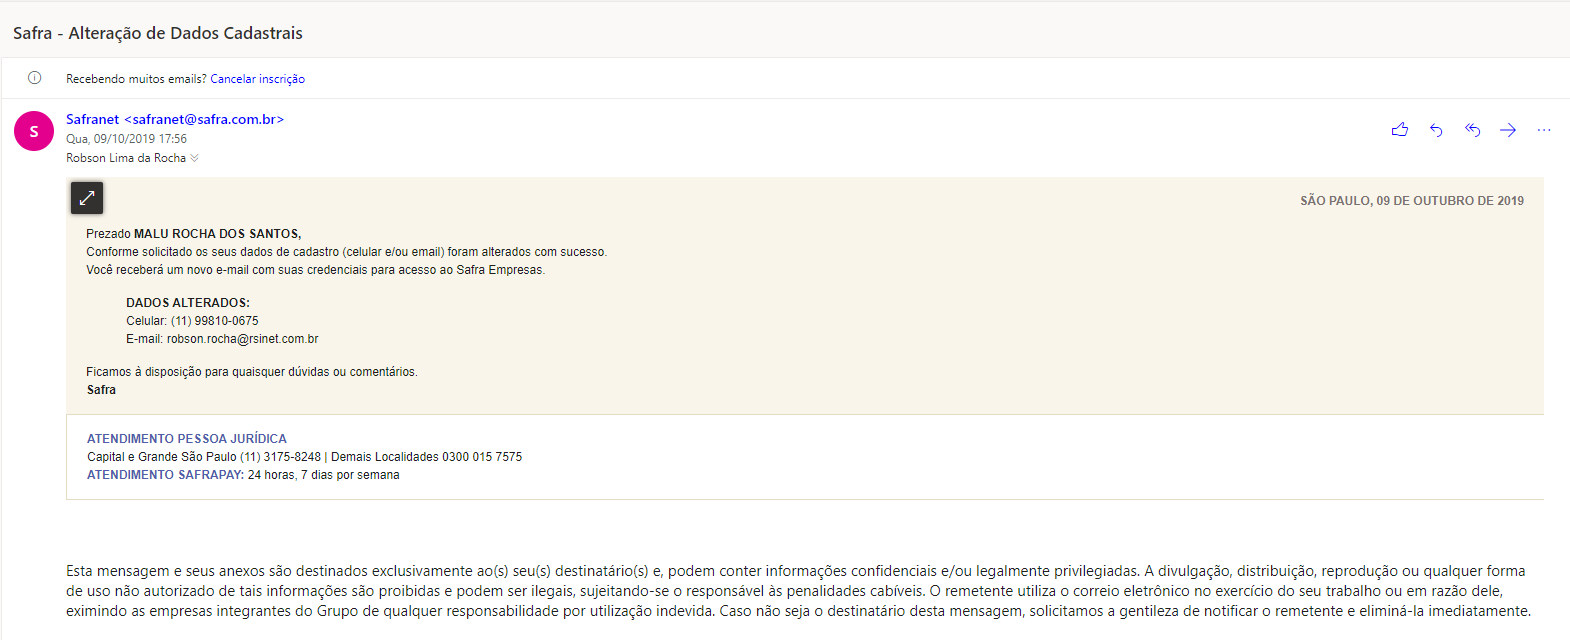 Safra - Alteração de Dados Cadastrais
Recebendo muitos emails? Cancelar inscrição
S
Safranet <safranet@safra.com.br>
Qua, 09/10/2019 17:56
Robson Lima da Rocha
SÃO PAULO, 09 DE OUTUBRO DE 2019
Prezado MALU ROCHA DOS SANTOS,
Conforme solicitado os seus dados de cadastro (celular e/ou email) foram alterados com sucesso.
Você receberá um novo e-mail com suas credenciais para acesso ao Safra Empresas.
DADOS ALTERADOS:
Celular: (11) 99810-0675
E-mail: robson.rocha@rsinet.com.br
Ficamos à disposição para quaisquer dúvidas ou comentários.
Safra
ATENDIMENTO PESSOA JURÍDICA
Capital e Grande São Paulo (11) 3175-8248 | Demais Localidades 0300 015 7575
ATENDIMENTO SAFRAPAY: 24 horas, 7 dias por semana
Esta mensagem e seus anexos são destinados exclusivamente ao(s) seu(s) destinatário(s) e, podem conter informações confidenciais e/ou legalmente privilegiadas. A divulgação, distribuição, reprodução ou qualquer forma
de uso não autorizado de tais informações são proibidas e podem ser ilegais, sujeitando-se o responsável às penalidades cabíveis. O remetente utiliza o correio eletrônico no exercício do seu trabalho ou em razão dele,
eximindo as empresas integrantes do Grupo de qualquer responsabilidade por utilização indevida. Caso não seja o destinatário desta mensagem, solicitamos a gentileza de notificar o remetente e eliminá-la imediatamente.